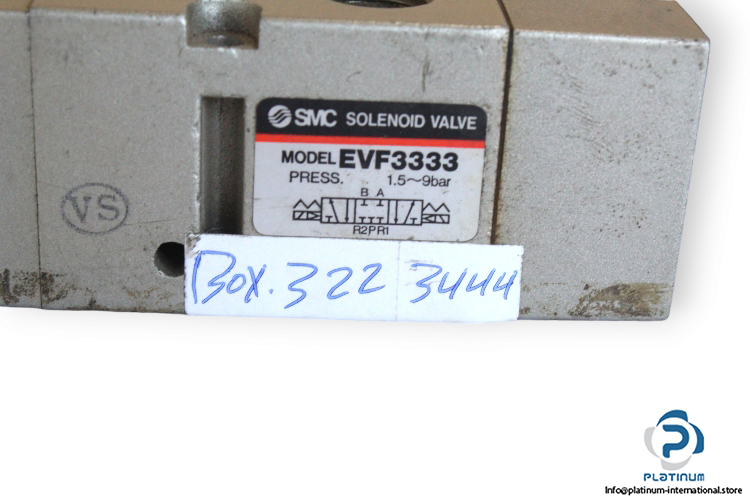 SMC SOLENOID VALVE
MODEL EVF3333
PRESS. 1.5~9bar
B A
R2PR1
VS
Box.322 3444
PLATINUM
Info@platinum-international.store